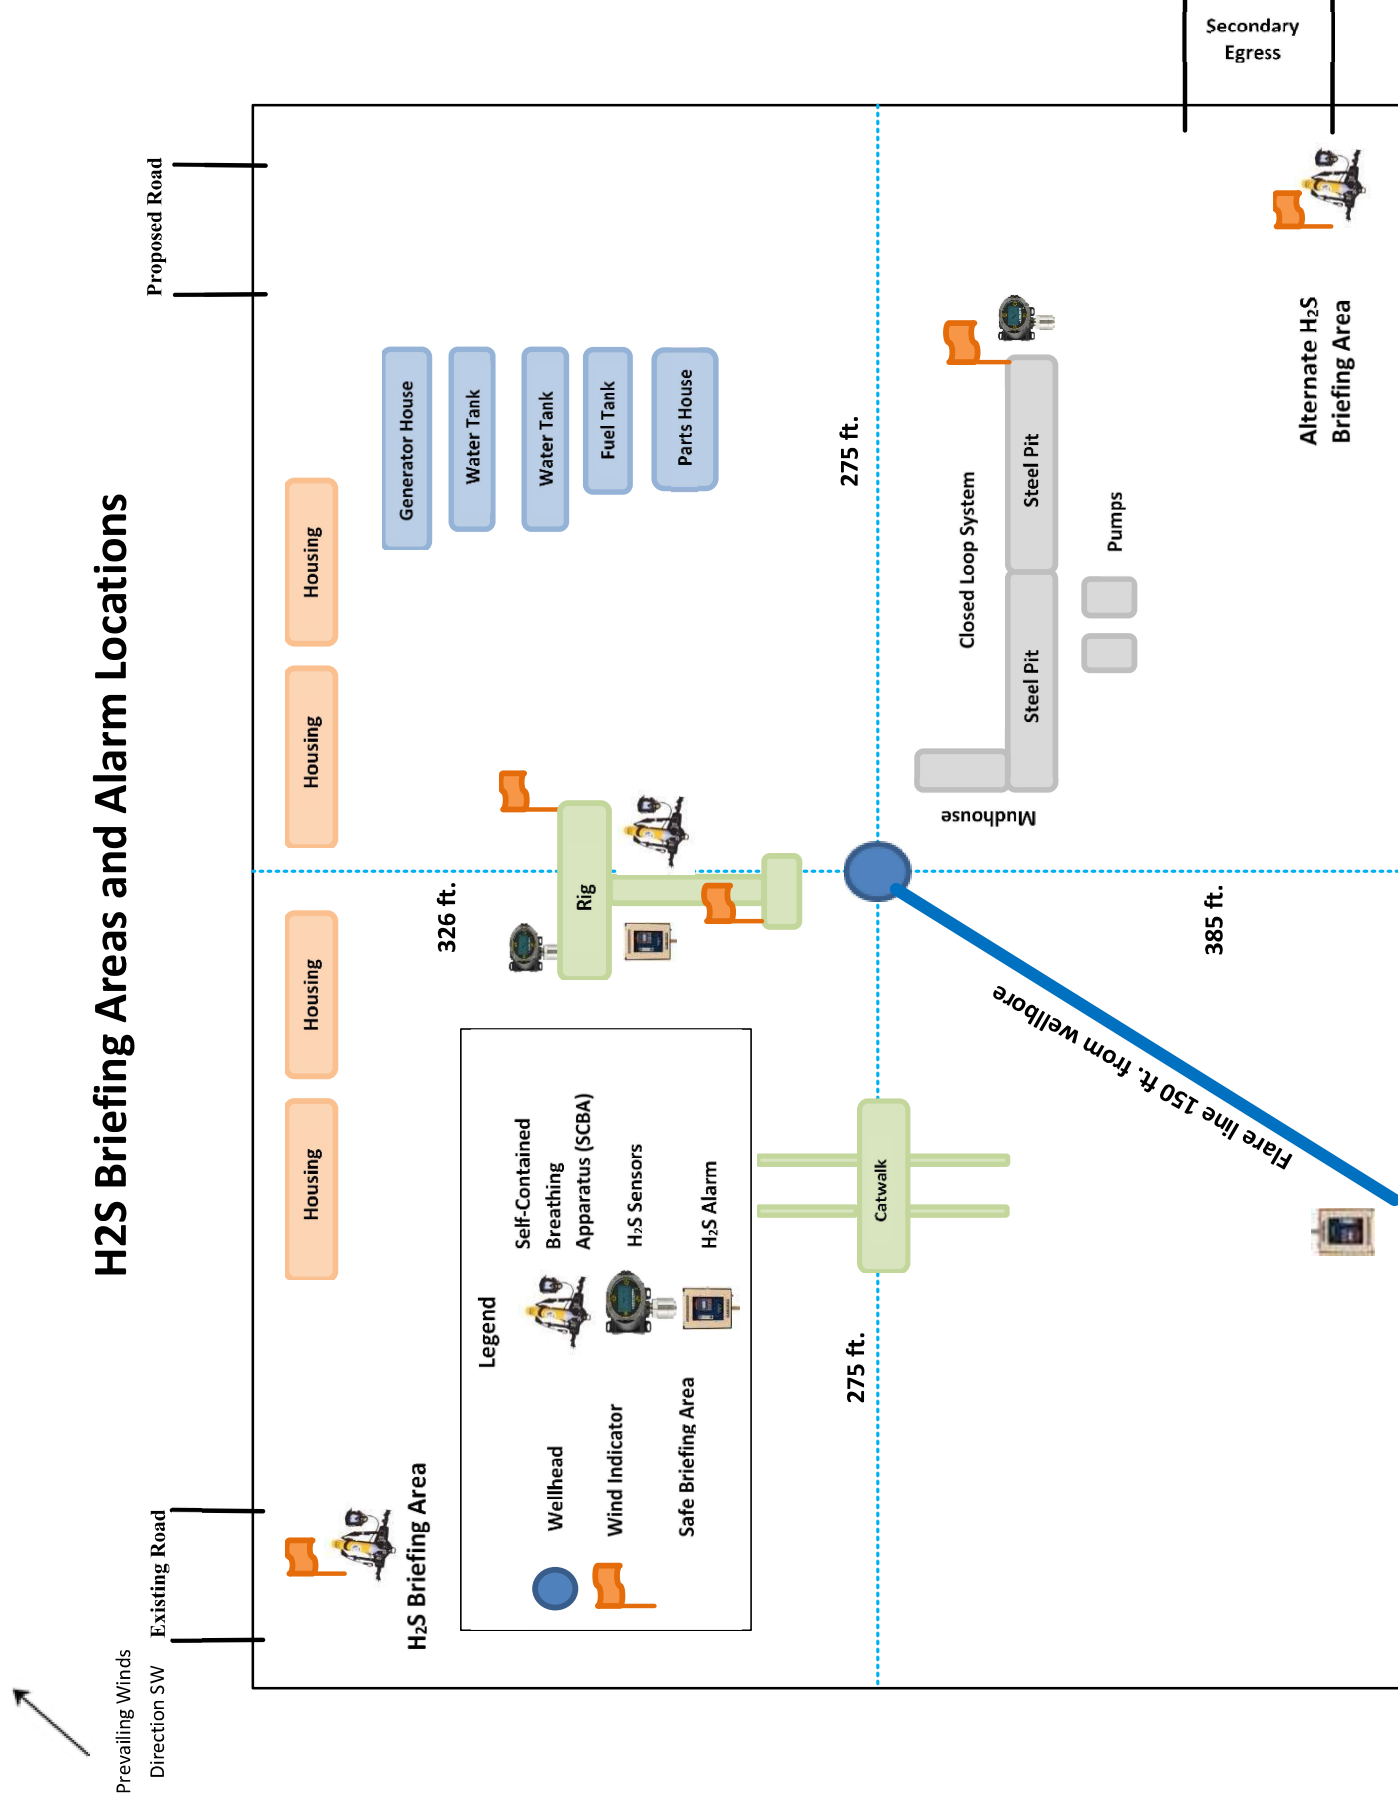 H2S Briefing Areas and Alarm Locations
Prevailing Winds
Direction SW
Existing Road
Proposed Road
Secondary
Egress
H₂S Briefing Area
Housing
Housing
Housing
Housing
Generator House
Water Tank
Water Tank
Fuel Tank
Parts House
326 ft.
Rig
Legend
Wellhead
Wind Indicator
Safe Briefing Area
Self-Contained
Breathing
Apparatus (SCBA)
H₂S Sensors
H₂S Alarm
275 ft.
275 ft.
Catwalk
Mudhouse
Closed Loop System
Steel Pit
Steel Pit
Pumps
385 ft.
Flare line 150 ft. from wellbore
Alternate H₂S
Briefing Area